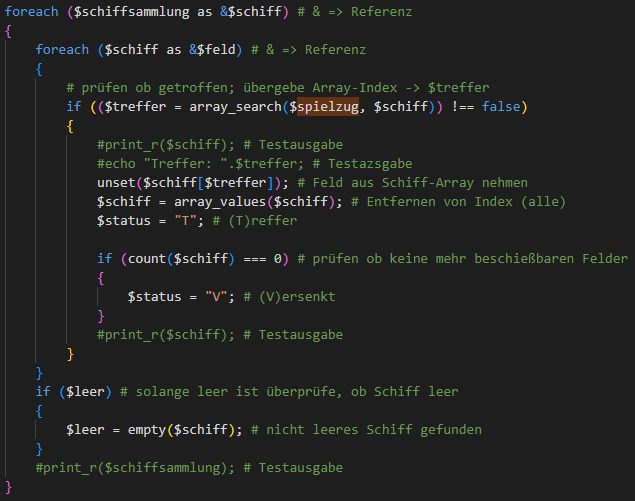 foreach ($schiffsammlung as &$schiff) # & => Referenz
{
    foreach ($schiff as &$feld) # & => Referenz
    {
        # prüfen ob getroffen; übergebe Array-Index -> $treffer
        if (($treffer = array_search($spielzug, $schiff)) !== false)
        {
            #print_r($schiff); # Testausgabe
            #echo "Treffer: ".$treffer; # Testazsgabe
            unset($schiff[$treffer]); # Feld aus Schiff-Array nehmen
            $schiff = array_values($schiff); # Entfernen von Index (alle)
            $status = "T"; # (T)reffer

            if (count($schiff) === 0) # prüfen ob keine mehr beschießbaren Felder
            {
                $status = "V"; # (V)ersenkt
            }
            #print_r($schiff); # Testausgabe
        }
    }
    if ($leer) # solange leer ist überprüfe, ob Schiff leer
    {
        $leer = empty($schiff); # nicht leeres Schiff gefunden
    }
    #print_r($schiffsammlung); # Testausgabe
}